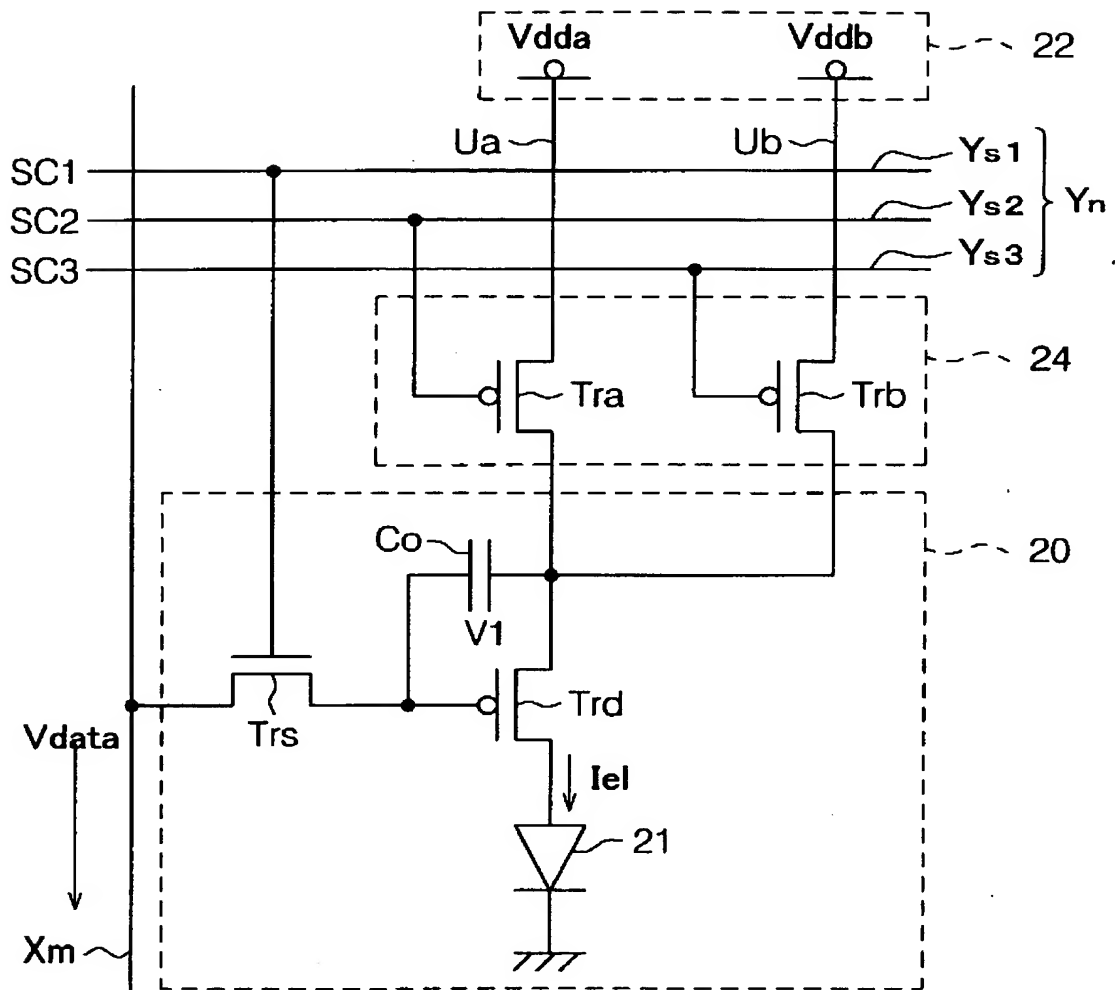 Vdda
Vddb
22
Ua
Ub
SC1
Ys1
SC2
Ys2
Yn
SC3
Ys3
24
Tra
Trb
Co
20
V1
Trd
Trs
Vdata
Iel
21
Xm